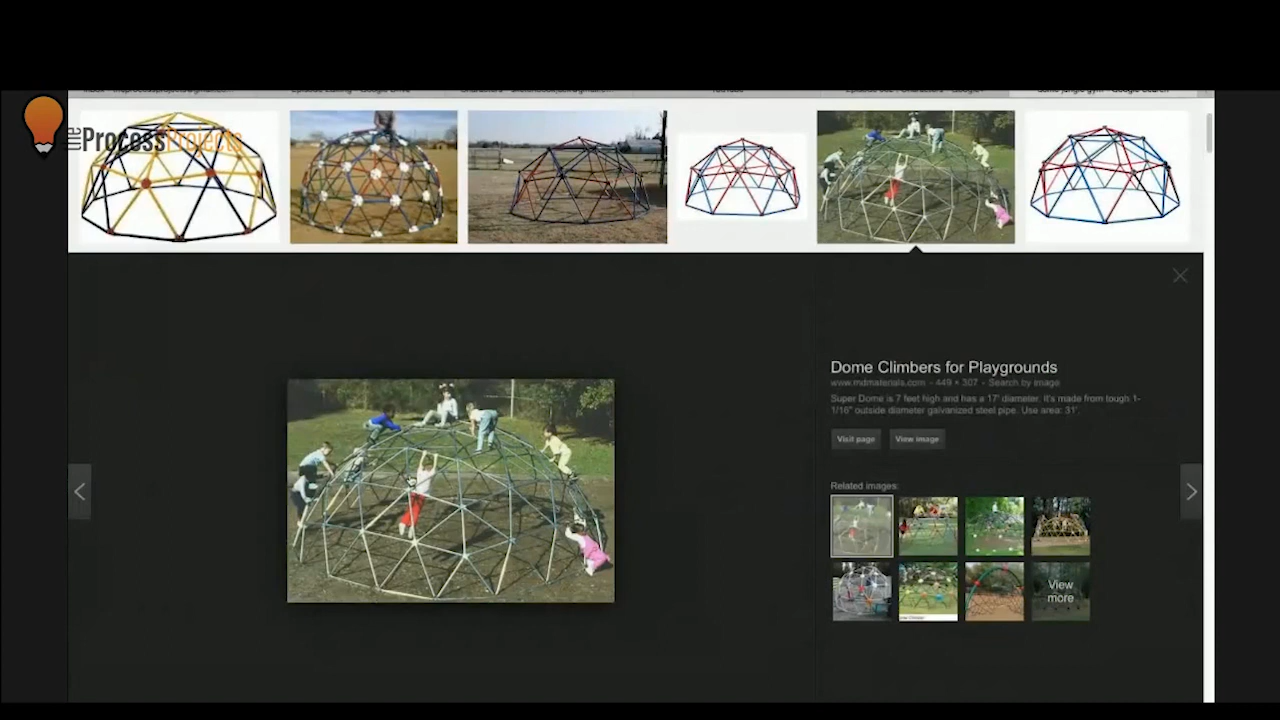 the ProcessProjects
Dome Climbers for Playgrounds
www.mdmaterials.com - 449 × 307 - Search by image
Super Dome is 7 feet high and has a 17' diameter. It's made from tough 1-
1/16" outside diameter galvanized steel pipe. Use area: 31'.
Visit page
View image
Related images:
View
more